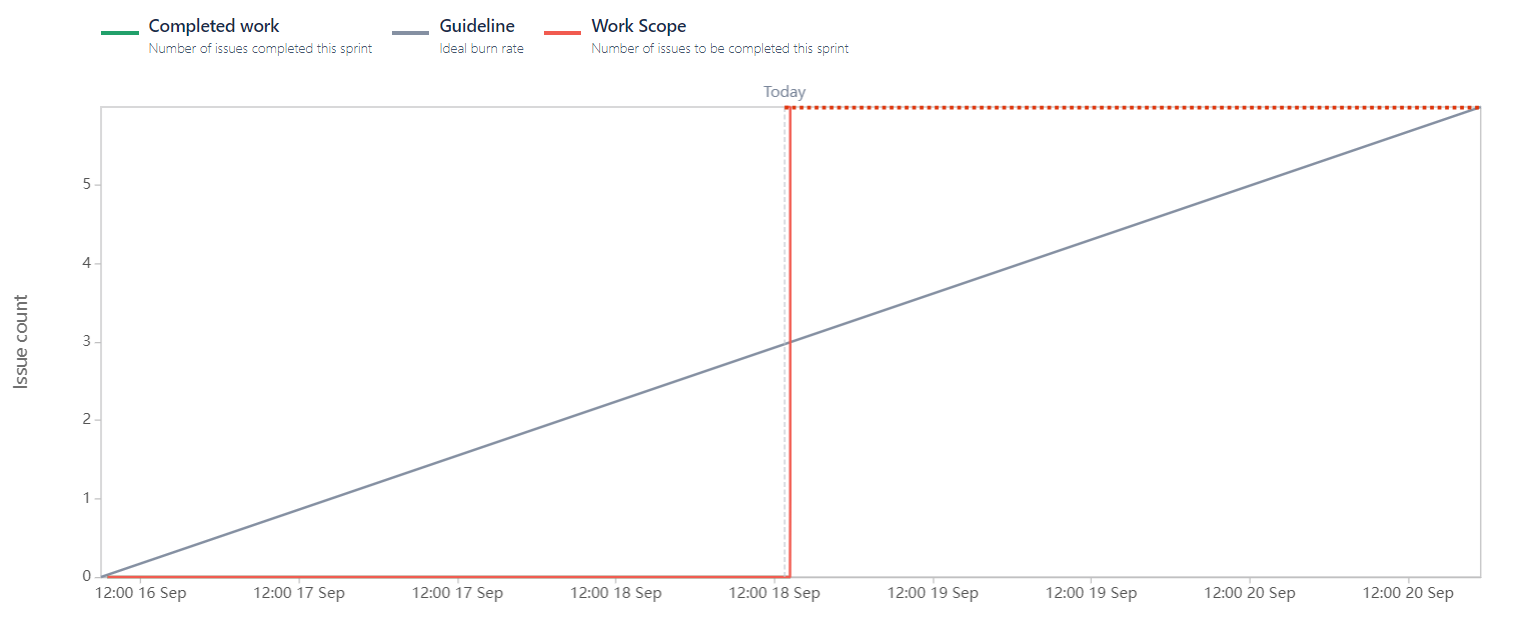 Completed work
Number of issues completed this sprint
Guideline
Ideal burn rate
Work Scope
Number of issues to be completed this sprint
Today
5
4
3
2
1
0
Issue count
12:00 16 Sep
12:00 17 Sep
12:00 17 Sep
12:00 18 Sep
12:00 18 Sep
12:00 19 Sep
12:00 19 Sep
12:00 20 Sep
12:00 20 Sep